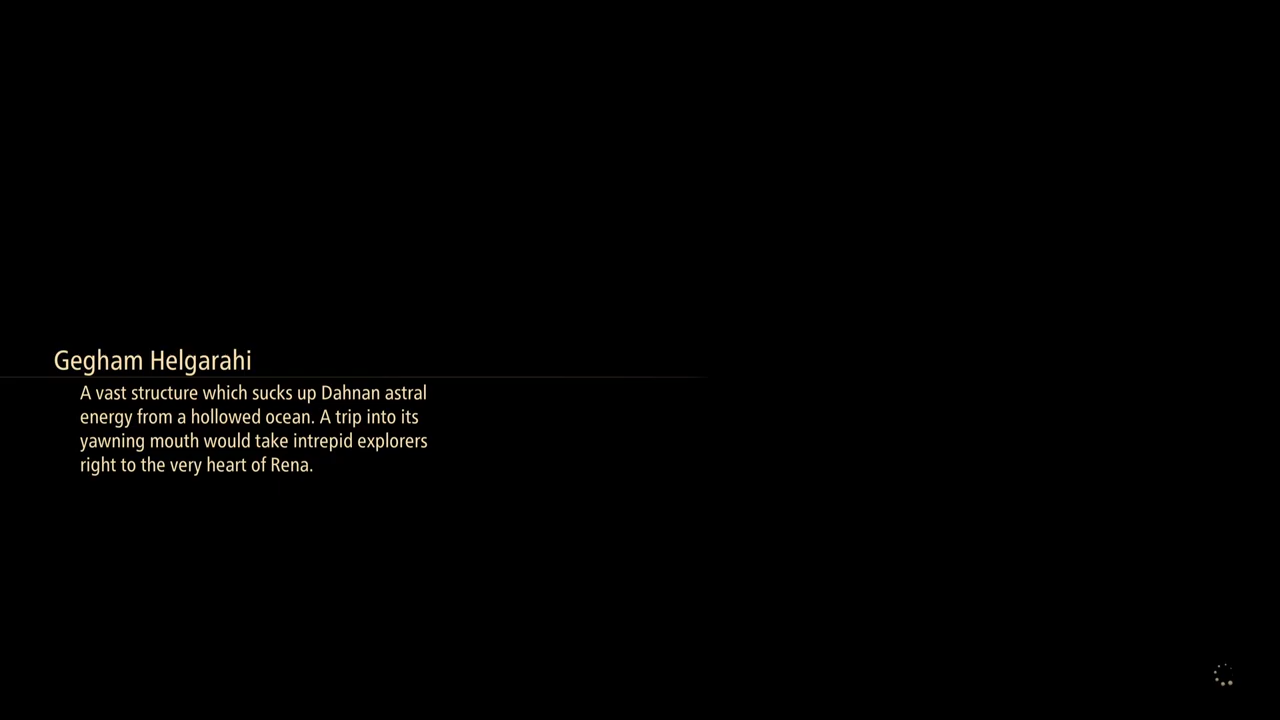 Gegham Helgarahi
A vast structure which sucks up Dahnan astral
energy from a hollowed ocean. A trip into its
yawning mouth would take intrepid explorers
right to the very heart of Rena.